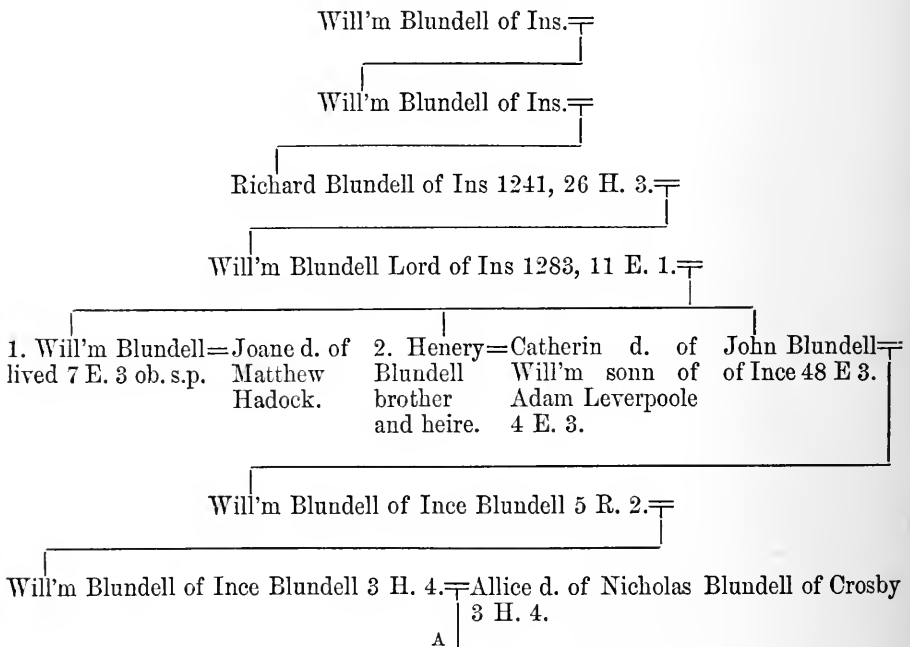 Will'm Blundell of Ins.
Will'm Blundell of Ins.
Richard Blundell of Ins 1241, 26 H. 3.
Will'm Blundell Lord of Ins 1283, 11 E. 1.
1. Will'm Blundell=Joane d. of
lived 7 E. 3 ob. s.p. Matthew
Hadock.
2. Henery=Catherin d. of
Blundell Will'm sonn of
brother Adam Leverpoole
and heire. 4 E. 3.
John Blundell
of Ince 48 E 3.
Will'm Blundell of Ince Blundell 5 R. 2.
Will'm Blundell of Ince Blundell 3 H. 4. Allice d. of Nicholas Blundell of Crosby
3 H. 4.
A